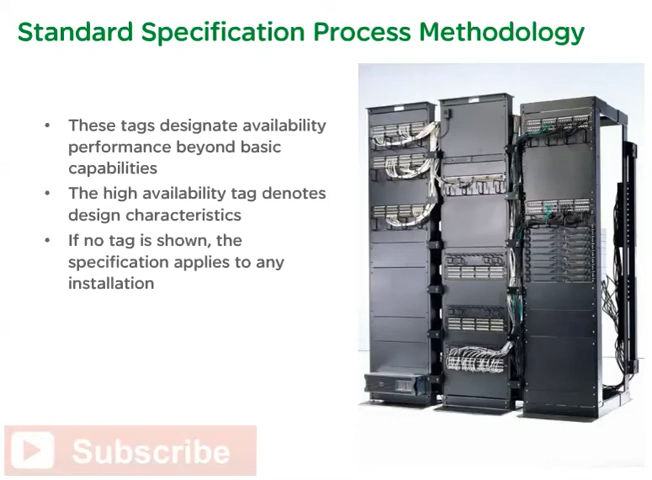 Standard Specification Process Methodology
• These tags designate availability
performance beyond basic
capabilities
• The high availability tag denotes
design characteristics
• If no tag is shown, the
specification applies to any
installation
Subscribe